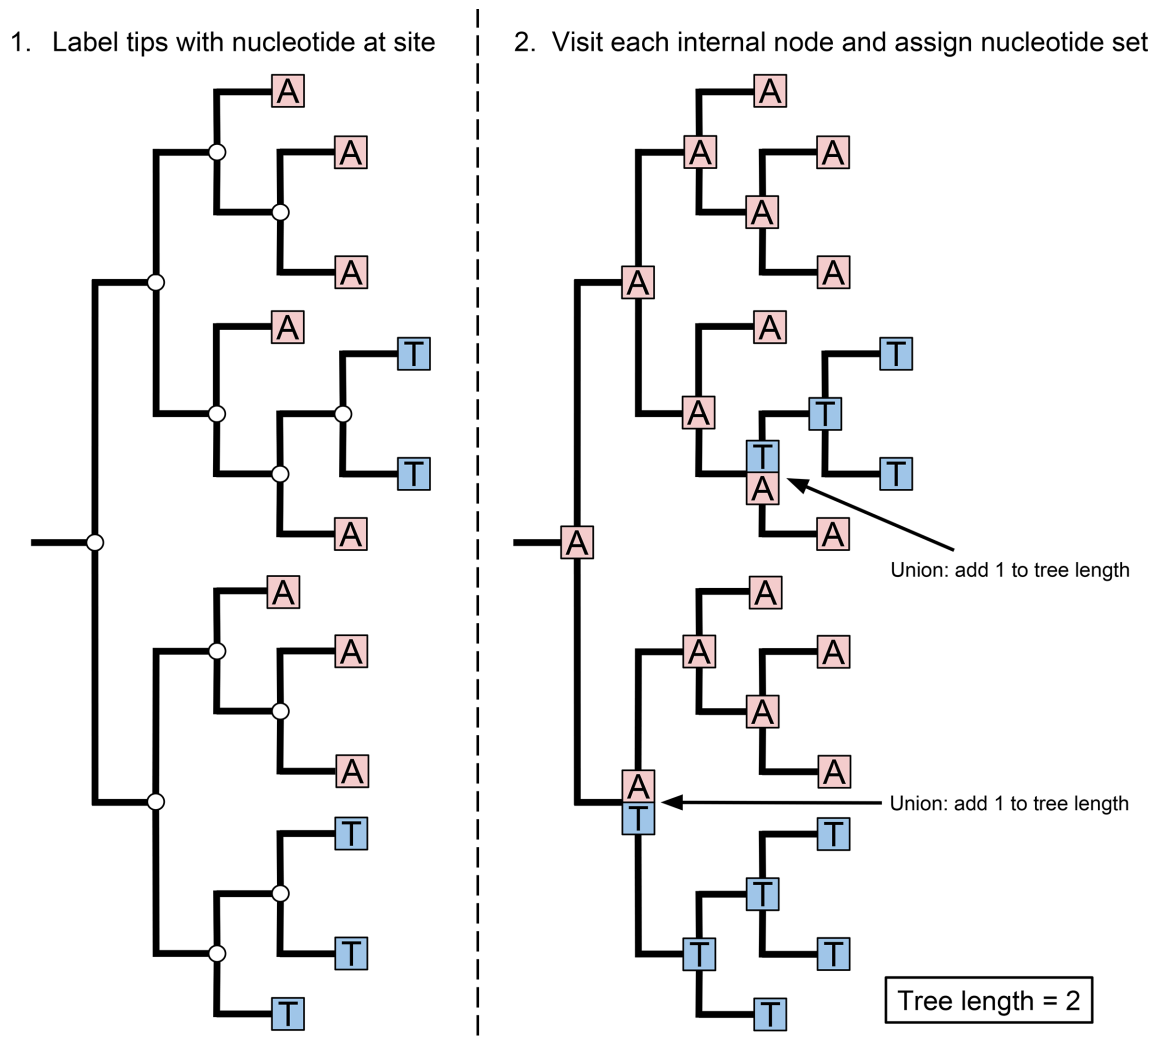 1. Label tips with nucleotide at site
A
A
A
A
T
T
A
A
A
A
T
T
T
2. Visit each internal node and assign nucleotide set
A
A
A
A
A
A
A
T
A
T
T
T
A
A
A
Union: add 1 to tree length
A
A
A
A
A
A
Union: add 1 to tree length
T
T
T
T
T
Tree length = 2
T